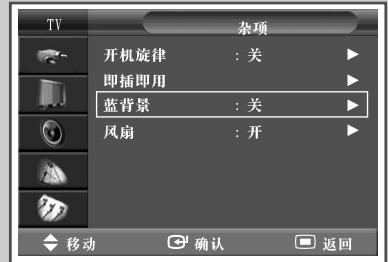 TV 杂项
开机旋律 : 关
即插即用
蓝背景 : 关
风扇 : 开
移动 确认 返回